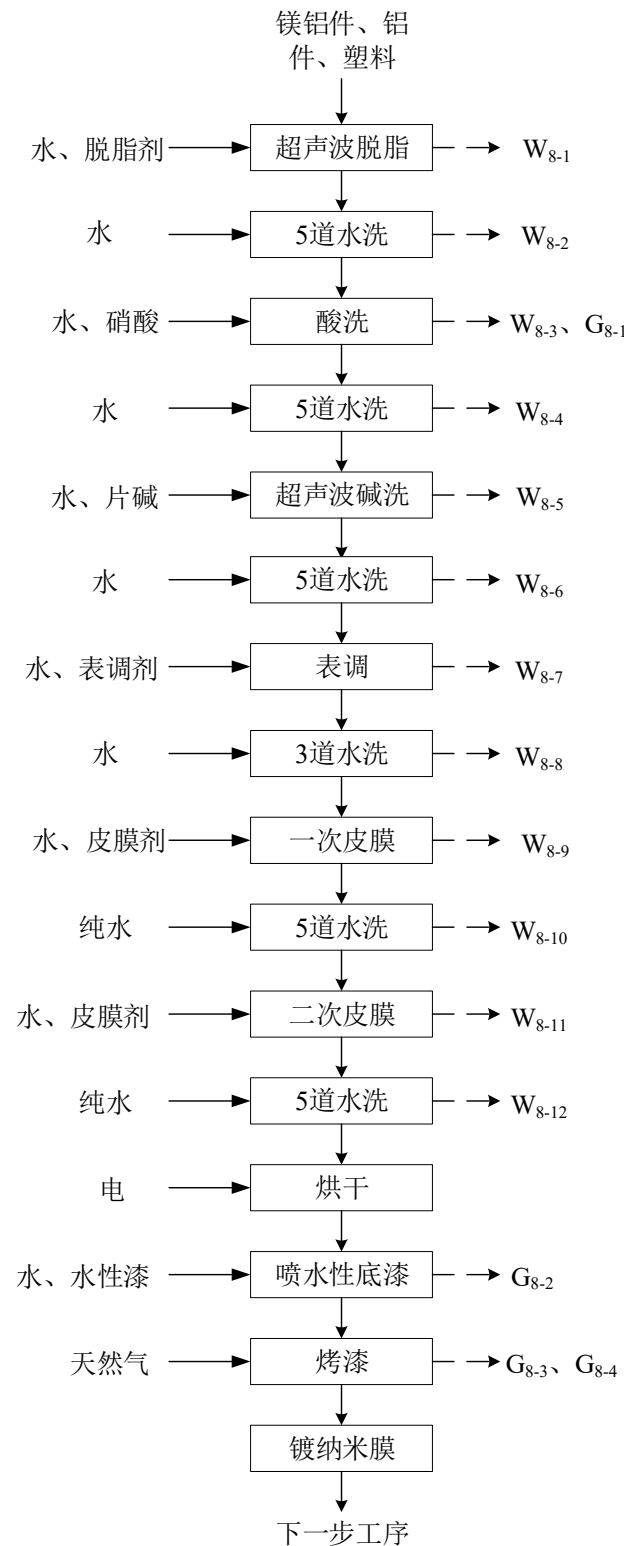 镁铝件、铝
件、塑料
水、脱脂剂 超声波脱脂 W8-1
水 5道水洗 W8-2
水、硝酸 酸洗 W8-3、G8-1
水 5道水洗 W8-4
水、片碱 超声波碱洗 W8-5
水 5道水洗 W8-6
水、表调剂 表调 W8-7
水 3道水洗 W8-8
水、皮膜剂 一次皮膜 W8-9
纯水 5道水洗 W8-10
水、皮膜剂 二次皮膜 W8-11
纯水 5道水洗 W8-12
电 烘干
水、水性漆 喷水性底漆 G8-2
天然气 烤漆 G8-3、G8-4
镀纳米膜
下一步工序